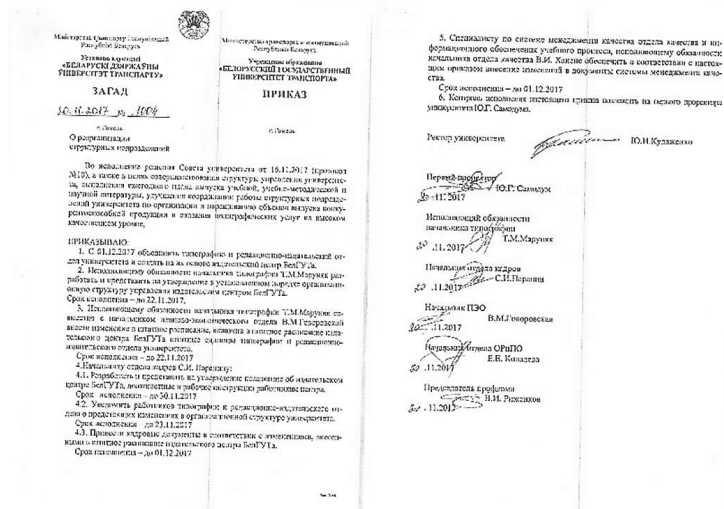 Міністэрства транспарту і камунікацый
Рэспублікі Беларусь
Установа адукацыі
«БЕЛАРУСКІ ДЗЯРЖАЎНЫ
ЎНІВЕРСІТЭТ ТРАНСПАРТУ»
ЗАГАД
30.11.2017 № 1004
г. Гомель
Министерство транспорта и коммуникаций
Республики Беларусь
Учреждение образования
«БЕЛОРУССКИЙ ГОСУДАРСТВЕННЫЙ
УНИВЕРСИТЕТ ТРАНСПОРТА»
ПРИКАЗ
г. Гомель
О реорганизации
структурных подразделений
Во исполнение решения Совета университета от 16.11.2017 (протокол
№10), а также в целях совершенствования структуры управления университе-
та, выполнения ежегодного плана выпуска учебной, учебно-методической и
научной литературы, улучшения координации работы структурных подразде-
лений университета по организации и наращиванию объемов выпуска конку-
рентоспособной продукции и оказания полиграфических услуг на высоком
качественном уровне,
ПРИКАЗЫВАЮ:
1. С 01.12.2017 объединить типографию и редакционно-издательский от-
дел университета и создать на их основе издательский центр БелГУТа.
2. Исполняющему обязанности начальника типографии Т.М.Маруняк раз-
работать и представить на утверждение в установленном порядке организаци-
онную структуру управления издательским центром БелГУТа.
Срок исполнения – до 22.11.2017.
3. Исполняющему обязанности начальника типографии Т.М.Маруняк со-
вместно с начальником планово-экономического отдела В.М.Говоровской
внести изменение в штатное расписание, включив в штатное расписание изда-
тельского центра БелГУТа штатные единицы типографии и редакционно-
издательского отдела университета.
Срок исполнения – до 22.11.2017
4.Начальнику отдела кадров С.И.
4.1. Разработать и представить на утверждение положение об издательском
центре БелГУТа, должностные и рабочие инструкции работников центра.
Срок исполнения – до 30.11.2017
4.2. Уведомить работников типографии и редакционно-издательского от-
дела о предстоящих изменениях в организационной структуре университета.
Срок исполнения – до 23.11.2017
4.3. Привести кадровые документы в соответствие с изменениями, внесен-
ными в штатное расписание издательского центра БелГУТа.
Срок исполнения – до 01.12.2017
5. Специалисту по системе менеджмента качества отдела качества и ин-
формационного обеспечения учебного процесса, исполняющему обязанности
начальника отдела качества В.И. обеспечить в соответствии с настоя-
щим приказом внесение изменений в документы системы менеджмента каче-
ства.
Срок исполнения – до 01.12.2017
6. Контроль исполнения настоящего приказа возложить на первого проректора
университета Ю.Г. Самодума.
Ректор университета Ю.И.Кулаженко
Первый проректор
Ю.Г. Самодум
.11.2017
Исполняющий обязанности
начальника типографии
Т.М.Маруняк
.11.2017
Начальник отдела кадров
С.И.
.11.2017
Начальник ПЭО
В.М.Говоровская
.11.2017
Начальник отдела ОРиПО
Е.В.
.11.2017
Председатель профкома
В.И. Риженков
.11.2017